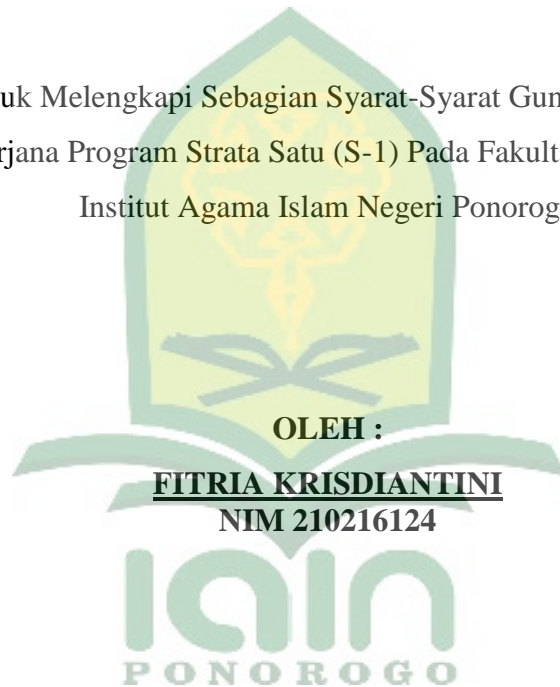 uk Melengkapi Sebagian Syarat-Syarat Gun
rjana Program Strata Satu (S-1) Pada Fakult
Institut Agama Islam Negeri Ponorog
OLEH :
FITRIA KRISDIANTINI
NIM 210216124
iain
PONOROGO